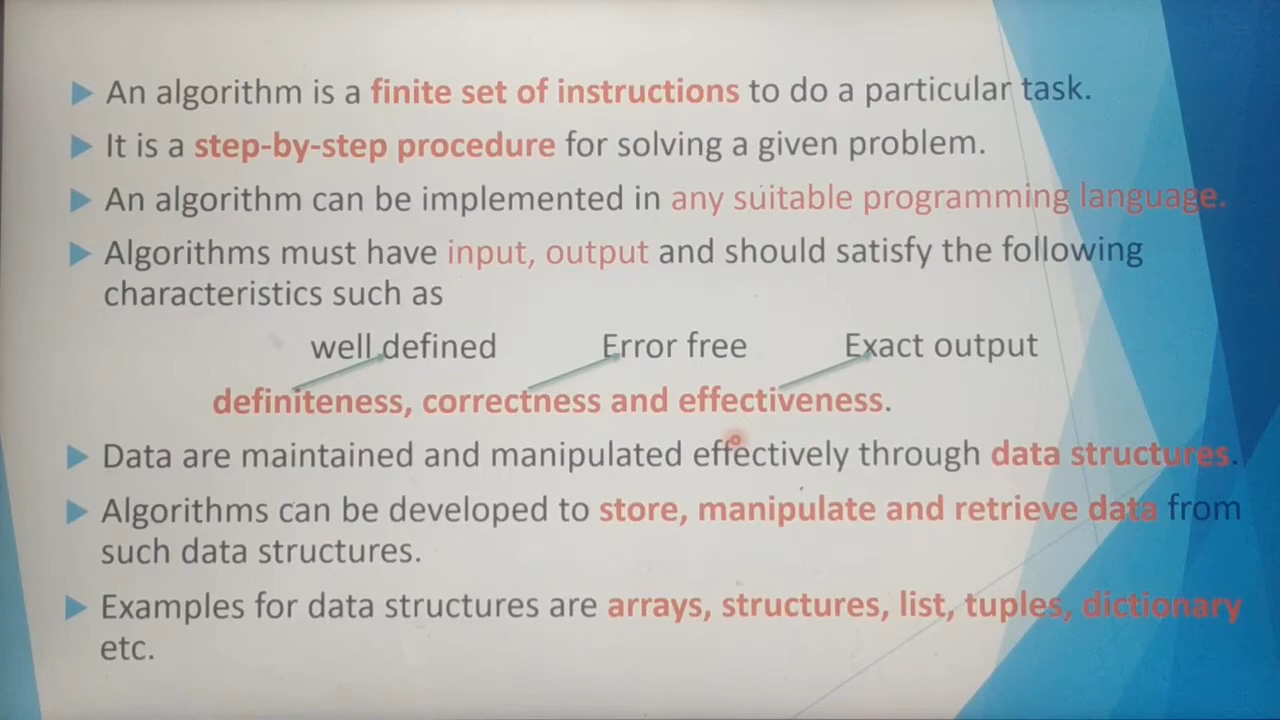 An algorithm is a finite set of instructions to do a particular task.
It is a step-by-step procedure for solving a given problem.
An algorithm can be implemented in any suitable programming language.
Algorithms must have input, output and should satisfy the following
characteristics such as
well defined Error free Exact output
definiteness, correctness and effectiveness.
Data are maintained and manipulated effectively through data structures.
Algorithms can be developed to store, manipulate and retrieve data from
such data structures.
Examples for data structures are arrays, structures, list, tuples, dictionary
etc.